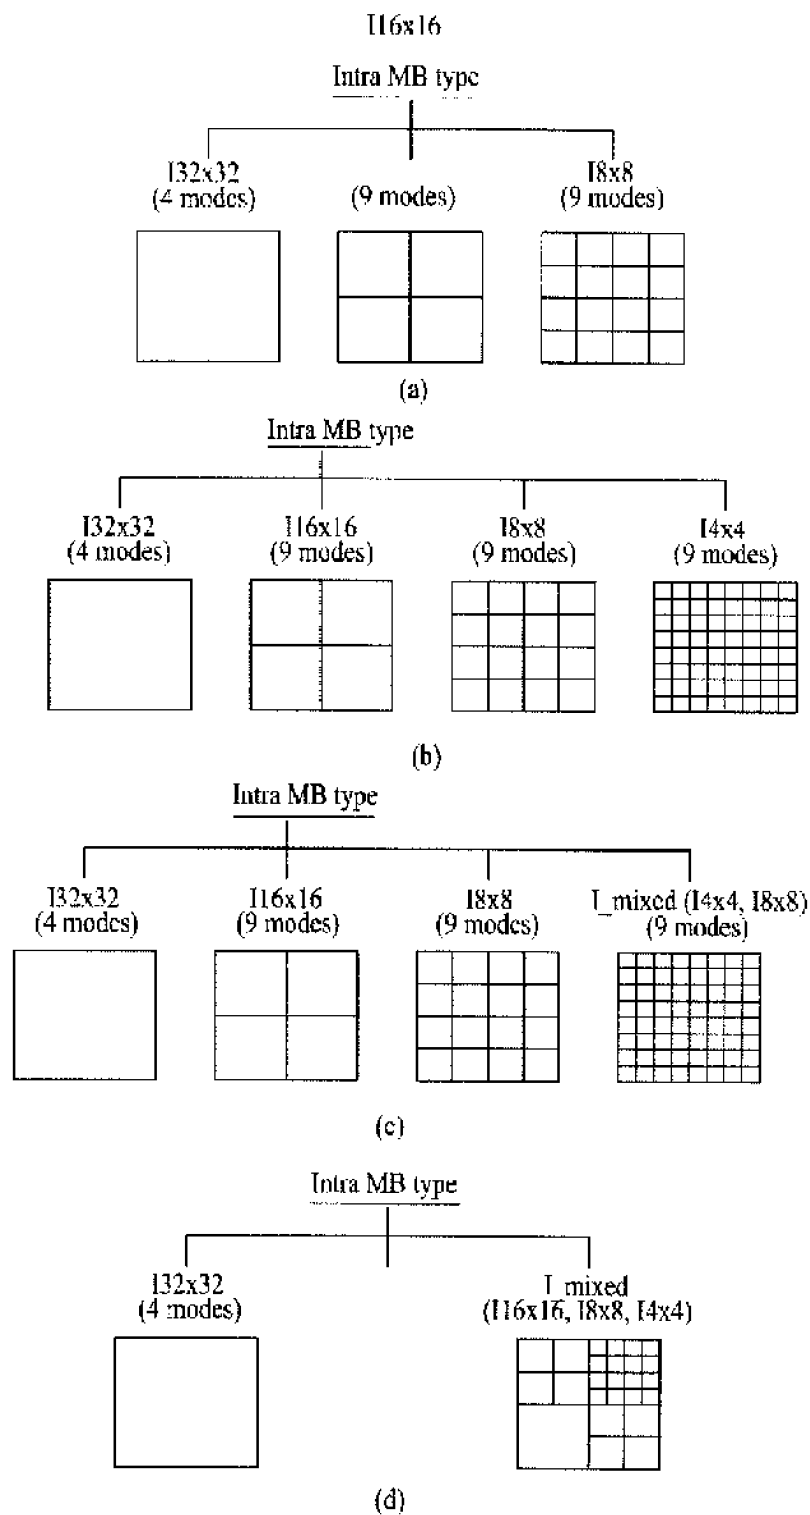 I16x16
Intra MB type
I32x32
(4 modes)
(9 modes)
I8x8
(9 modes)
(a)
Intra MB type
I32x32
(4 modes)
I16x16
(9 modes)
I8x8
(9 modes)
I4x4
(9 modes)
(b)
Intra MB type
I32x32
(4 modes)
I16x16
(9 modes)
I8x8
(9 modes)
I_mixed (I4x4, I8x8)
(9 modes)
(c)
Intra MB type
I32x32
(4 modes)
I_mixed
(I16x16, I8x8, I4x4)
(d)